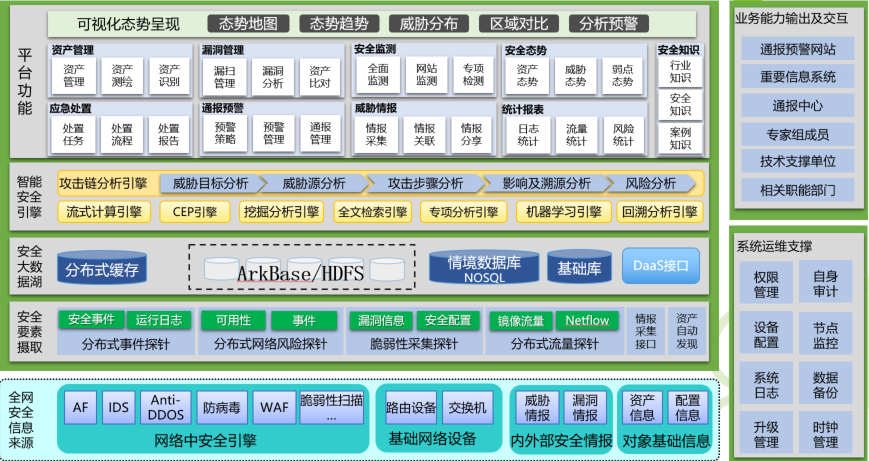 可视化态势呈现 态势地图 态势趋势 威胁分布 区域对比 分析预警
平台功能
资产管理
资产管理
资产测绘
资产识别
漏洞管理
漏扫管理
漏洞分析
资产比对
安全监测
全面监测
网站监测
专项检测
安全态势
资产态势
威胁态势
弱点态势
安全知识
行业知识
安全知识
案例知识
应急处置
处置任务
处置流程
处置报告
通报预警
预警策略
预警管理
通报管理
威胁情报
情报采集
情报关联
情报分享
统计报表
日志统计
流量统计
风险统计
智能安全引擎
攻击链分析引擎 威胁目标分析 威胁源分析 攻击步骤分析 影响及溯源分析 风险分析
流式计算引擎 CEP引擎 挖掘分析引擎 全文检索引擎 专项分析引擎 机器学习引擎 回溯分析引擎
安全大数据湖
分布式缓存
ArkBase/HDFS
情境数据库
NOSQL
基础库
DaaS接口
安全要素摄取
安全事件 运行日志
分布式事件探针
可用性 事件
分布式网络风险探针
漏洞信息 安全配置
脆弱性采集探针
镜像流量 Netflow
分布式流量探针
情报采集接口
资产自动发现
全网安全信息来源
AF IDS
Anti-
DDOS
防病毒 WAF
脆弱性扫描
...
网络中安全引擎
路由设备 交换机
基础网络设备
威胁情报
漏洞情报
内外部安全情报
资产信息
配置信息
对象基础信息
业务能力输出及交互
通报预警网站
重要信息系统
通报中心
专家组成员
技术支撑单位
相关职能部门
系统运维支撑
权限管理
自身审计
设备配置
节点监控
系统日志
数据备份
升级管理
时钟管理